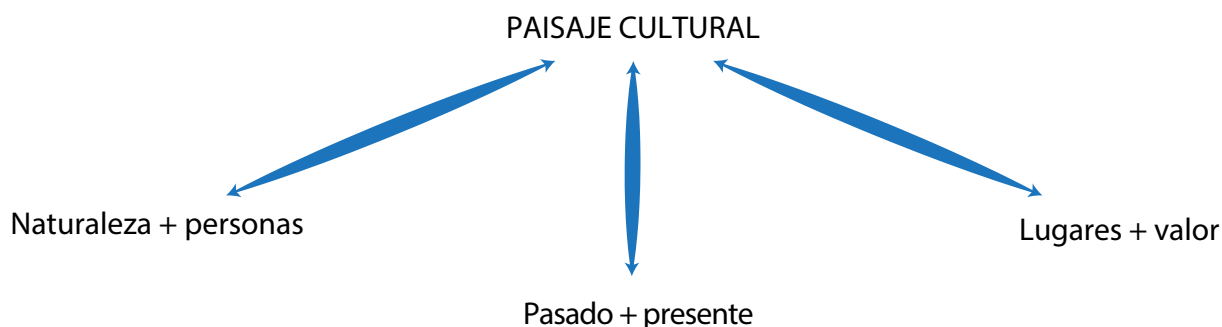 PAISAJE CULTURAL
Naturaleza + personas
Lugares + valor
Pasado + presente